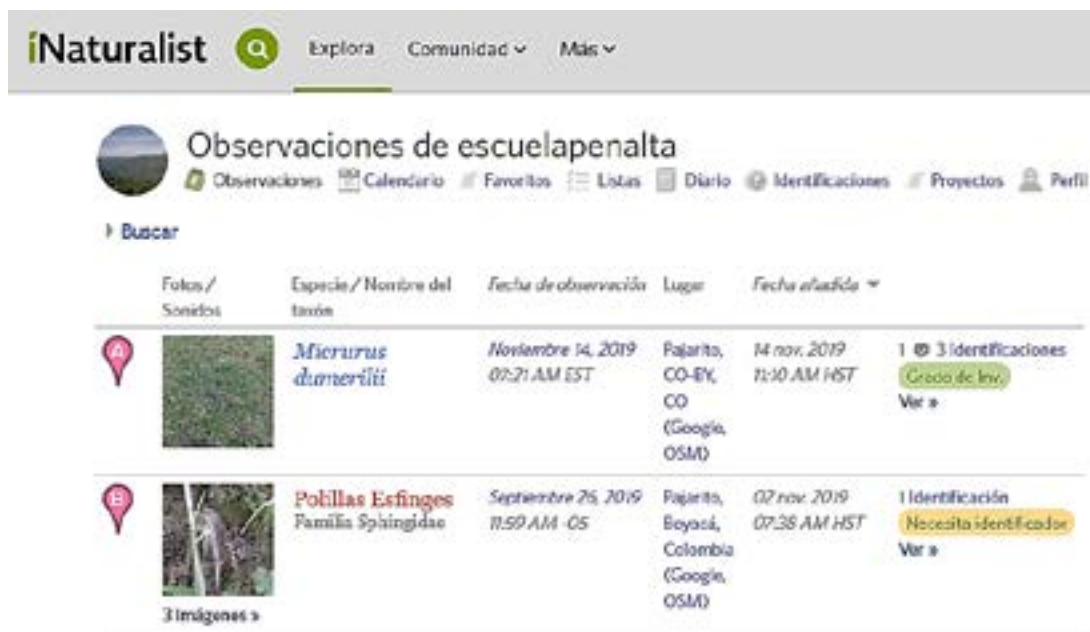 iNaturalist Explora Comunidad Más
Observaciones de escuelapenalta
Observaciones Calendario Favoritos Listas Diario Identificaciones Proyectos Perfil
Buscar
Fotos / Especie / Nombre del Fecha de observación Lugar Fecha añadida
Sonidos taxón
A Micrurus Noviembre 14, 2019 Pajarito, 14 nov. 2019 1 3 Identificaciones
dumerilii 07:21 AM EST CO-BY, 11:10 AM HST Grado de Inv.
CO Ver »
(Google,
OSM)
B Polillas Esfinges Septiembre 26, 2019 Pajarito, 02 nov. 2019 1 Identificación
Familia Sphingidae 11:59 AM -05 Boyacá, 07:38 AM HST Necesita identificador
Colombia Ver »
(Google,
3 imágenes » OSM)